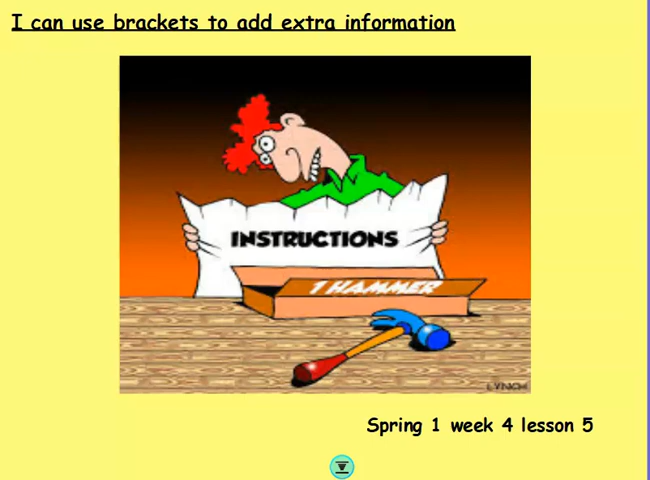 I can use brackets to add extra information
INSTRUCTIONS
1 HAMMER
LYNCH
Spring 1 week 4 lesson 5